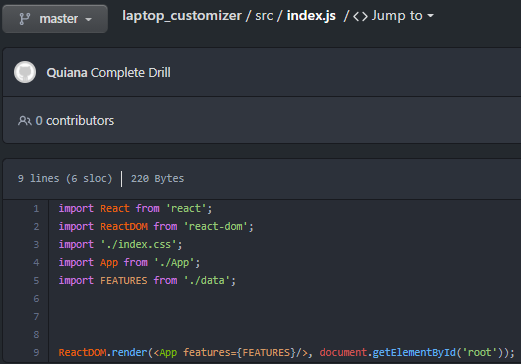 master
laptop_customizer / src / index.js / <> Jump to
Quiana Complete Drill
0 contributors
9 lines (6 sloc) | 220 Bytes
1 import React from 'react';
2 import ReactDOM from 'react-dom';
3 import './index.css';
4 import App from './App';
5 import FEATURES from './data';
6
7
8
9 ReactDOM.render(<App features={FEATURES}/>, document.getElementById('root'));